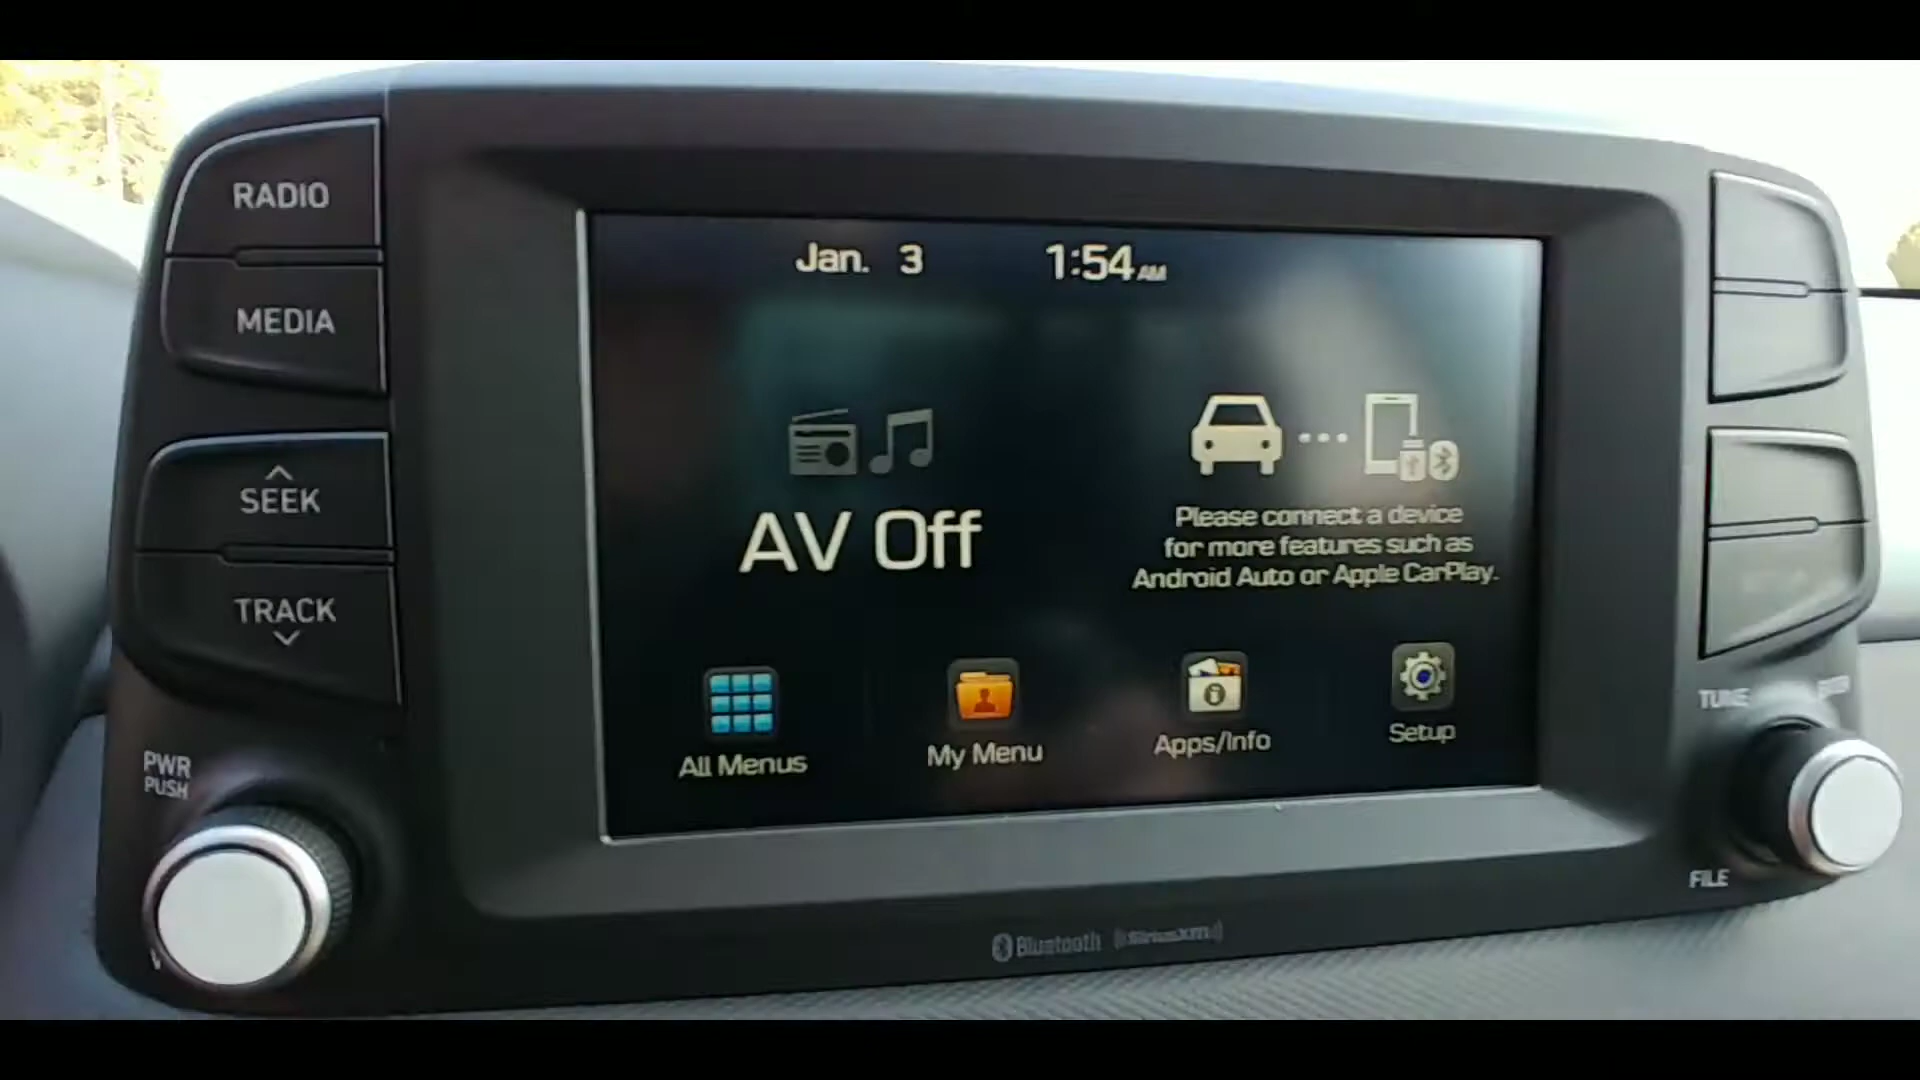 RADIO
MEDIA
SEEK
TRACK
PWR
PUSH
Jan. 3 1:54 AM
AV Off
Please connect a device
for more features such as
Android Auto or Apple CarPlay.
All Menus
My Menu
Apps/Info
Setup
TUNE
FILE
Bluetooth
SiriusXM